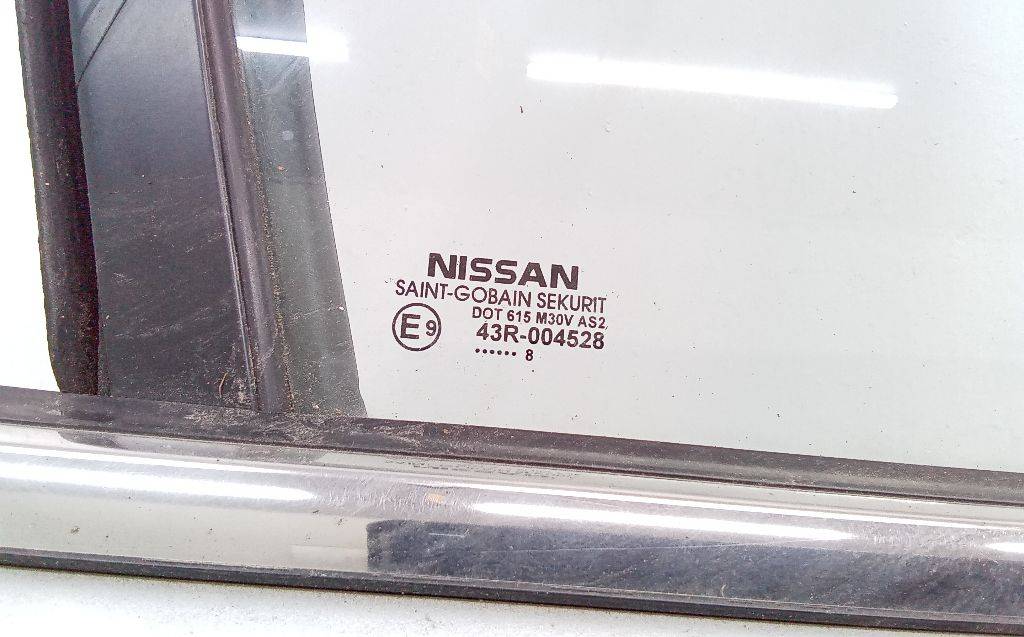 NISSAN
SAINT-GOBAIN SEKURIT
DOT 615 M30V AS2
E9 43R-004528
...... 8